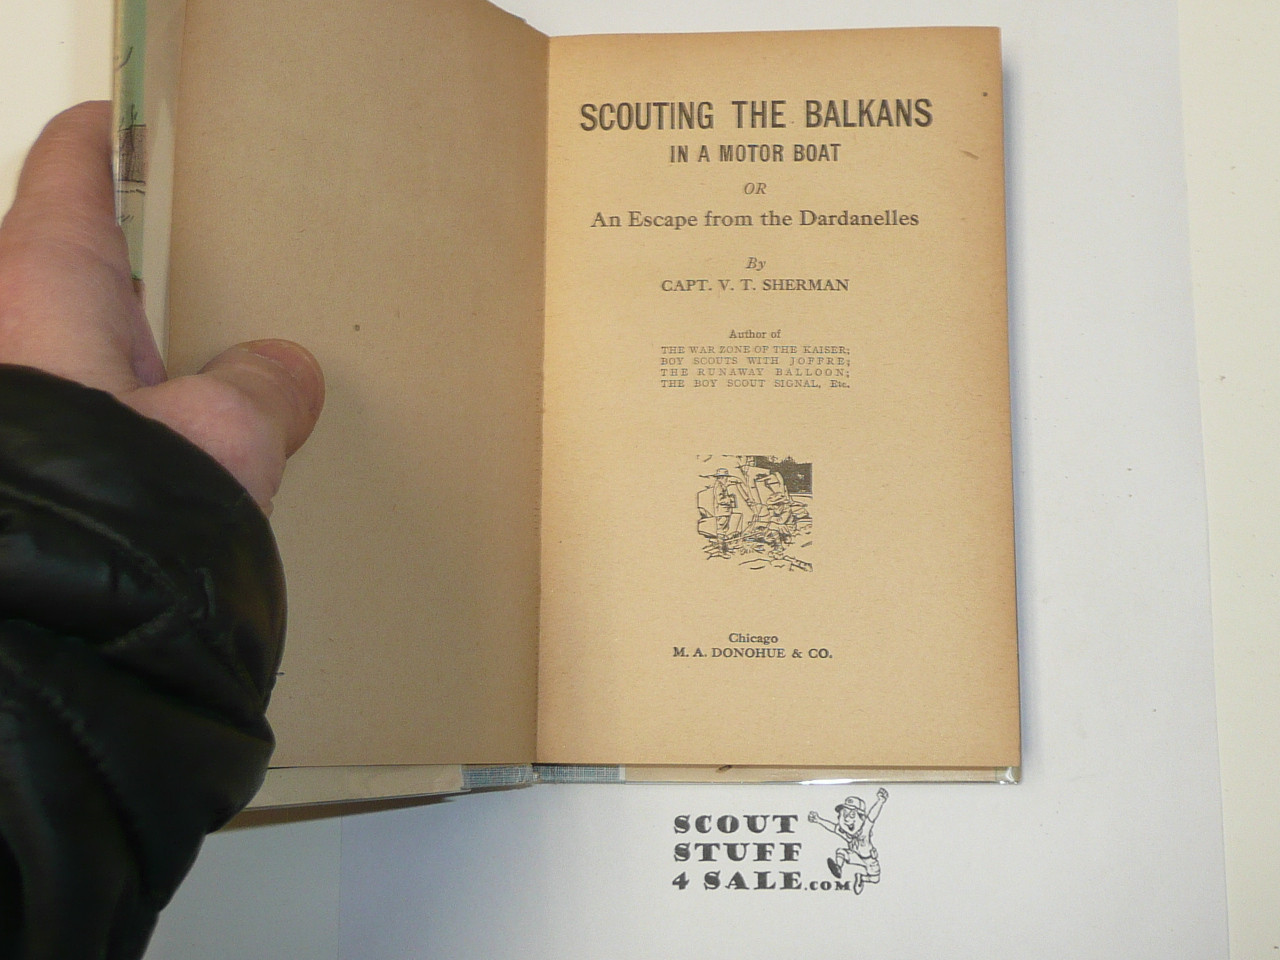 SCOUTING THE BALKANS
IN A MOTOR BOAT
OR
An Escape from the Dardanelles
By
CAPT. V. T. SHERMAN
Author of
THE WAR ZONE OF THE KAISER;
BOY SCOUTS WITH JOFFRE;
THE RUNAWAY BALLOON;
THE BOY SCOUT SIGNAL, Etc.
Chicago
M. A. DONOHUE & CO.
SCOUT
STUFF
4 SALE.COM